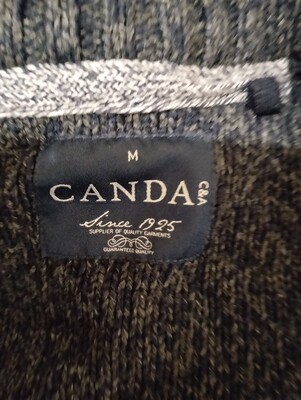 M
CANDA C&A
Since 1925
SUPPLIER OF QUALITY GARMENTS
GUARANTEED QUALITY